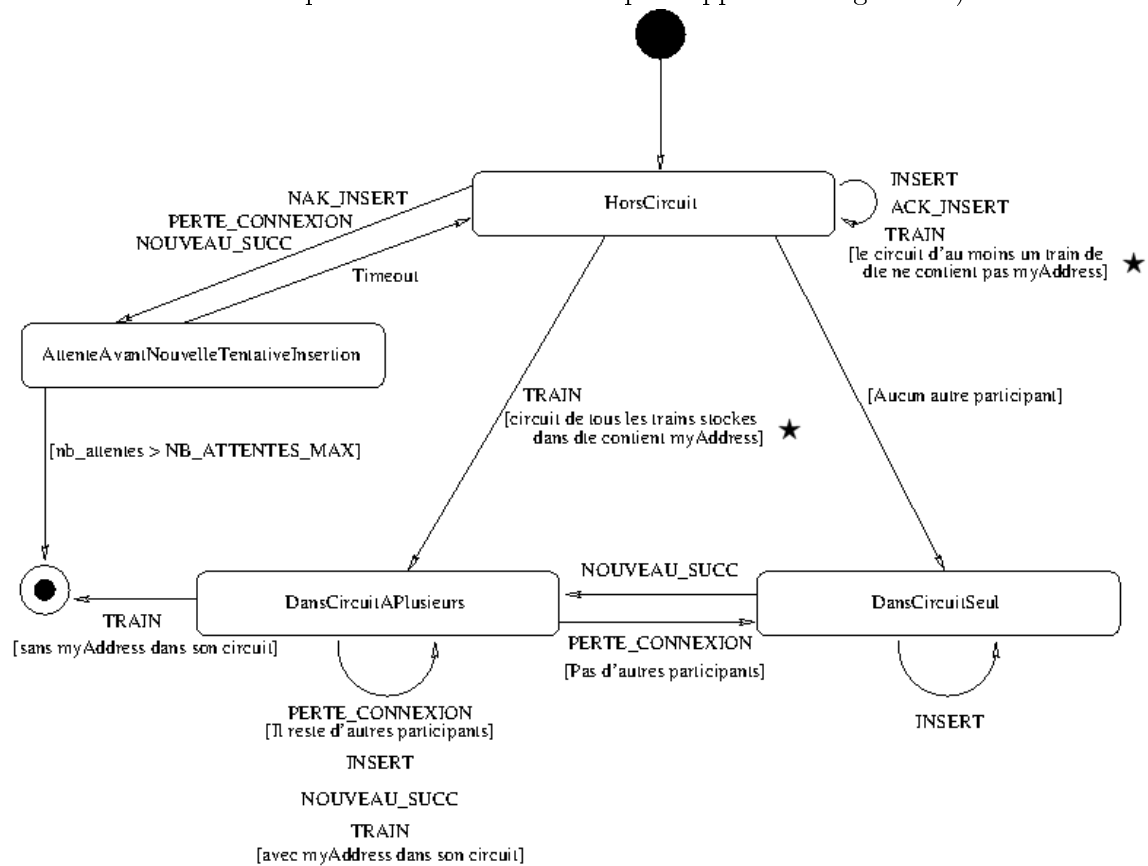 HorsCircuit
INSERT
ACK_INSERT
TRAIN
[le circuit d'au moins un train de
dte ne contient pas myAddress]
NAK_INSERT
PERTE_CONNEXION
NOUVEAU_SUCC
Timeout
AttenteAvantNouvelleTentativeInsertion
TRAIN
[circuit de tous les trains stockes
dans dte contient myAddress]
[Aucun autre participant]
[nb_attentes > NB_ATTENTES_MAX]
NOUVEAU_SUCC
DansCircuitAPlusieurs
DansCircuitSeul
TRAIN
[sans myAddress dans son circuit]
PERTE_CONNEXION
[Pas d'autres participants]
PERTE_CONNEXION
[Il reste d'autres participants]
INSERT
NOUVEAU_SUCC
TRAIN
[avec myAddress dans son circuit]
INSERT